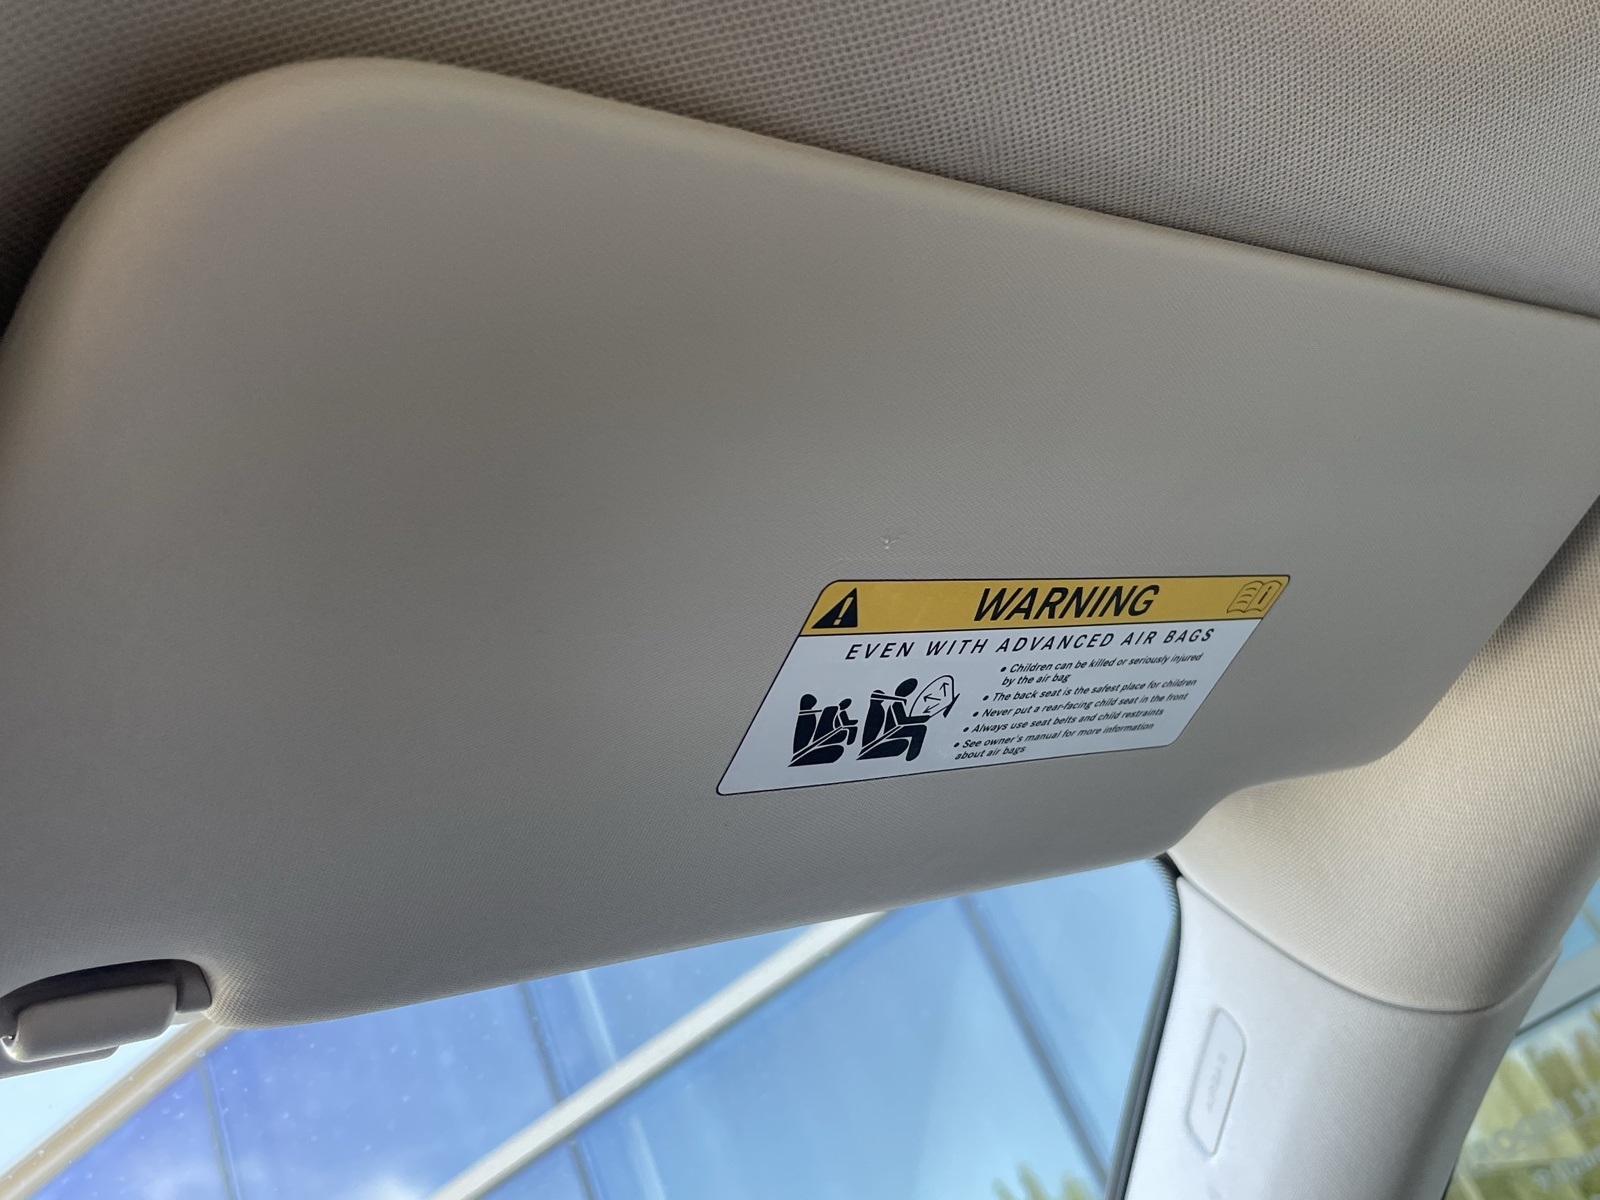 WARNING
EVEN WITH ADVANCED AIR BAGS
• Children can be killed or seriously injured
by the air bag
• The back seat is the safest place for children
• Never put a rear-facing child seat in the front
• Always use seat belts and child restraints
• See owner's manual for more information
about air bags